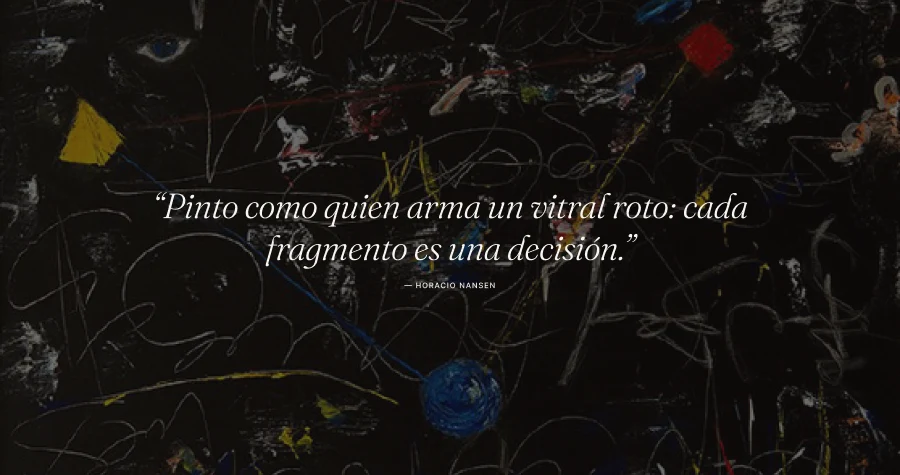 “Pinto como quien arma un vitral roto: cada
fragmento es una decisión.”
— HORACIO NANSEN